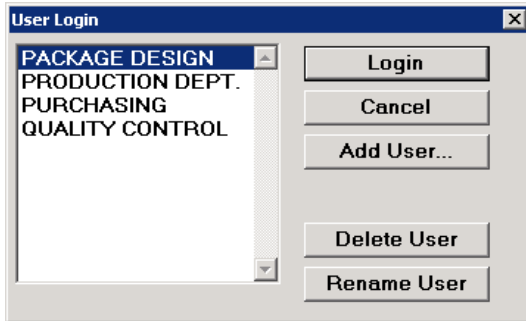 User Login
PACKAGE DESIGN
PRODUCTION DEPT.
PURCHASING
QUALITY CONTROL
Login
Cancel
Add User...
Delete User
Rename User